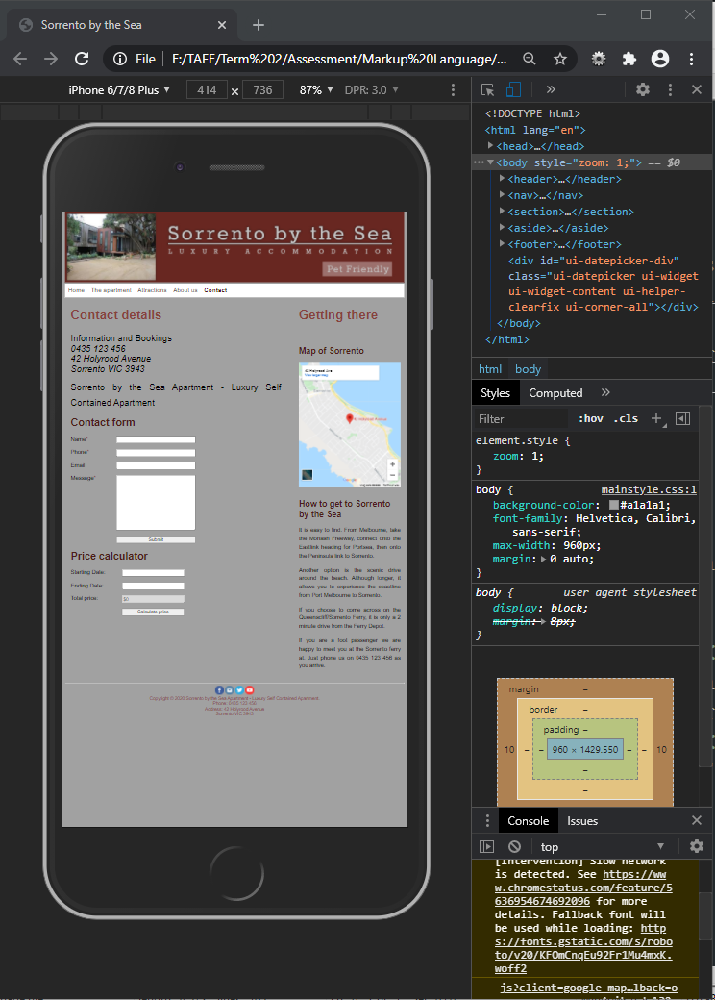 Sorrento by the Sea
File
E:/TAFE/Term%202/Assessment/Markup%20Language/...
iPhone 6/7/8 Plus
414 × 736
87%
DPR: 3.0
Sorrento by the Sea
LUXURY ACCOMMODATION
Pet Friendly
Home The apartment Attractions About us Contact
Contact details
Information and Bookings
0435 123 456
42 Holyrood Avenue
Sorrento VIC 3943
Sorrento by the Sea Apartment - Luxury Self
Contained Apartment
Contact form
Name*
Phone*
Email
Message*
Submit
Price calculator
Starting Date:
Ending Date:
Total price: $0
Calculate price
Getting there
Map of Sorrento
42 Holyrood Ave
View larger map
42 Holyrood Avenue
Google
How to get to Sorrento
by the Sea
It is easy to find. From Melbourne, take
the Monash Freeway, connect onto the
Eastlink heading for Portsea, then onto
the Peninsula link to Sorrento.
Another option is the scenic drive
around the beach. Although longer, it
allows you to experience the coastline
from Port Melbourne to Sorrento.
If you choose to come across on the
Queenscliff/Sorrento Ferry, it is only a 2
minute drive from the Ferry Depot.
If you are a foot passenger we are
happy to meet you at the Sorrento ferry
at. Just phone us on 0435 123 456 as
you arrive.
Copyright © 2020 Sorrento by the Sea Apartment - Luxury Self Contained Apartment
Phone: 0435 123 456
Address: 42 Holyrood Avenue
Sorrento VIC 3943
<!DOCTYPE html>
<html lang="en">
<head>…</head>
<body style="zoom: 1;"> == $0
<header>…</header>
<nav>…</nav>
<section>…</section>
<aside>…</aside>
<footer>…</footer>
<div id="ui-datepicker-div"
class="ui-datepicker ui-widget
ui-widget-content ui-helper-
clearfix ui-corner-all"></div>
</body>
</html>
html body
Styles Computed »
Filter :hov .cls +
element.style {
zoom: 1;
}
body { mainstyle.css:1
background-color: #a1a1a1;
font-family: Helvetica, Calibri,
sans-serif;
max-width: 960px;
margin: 0 auto;
}
body { user agent stylesheet
display: block;
margin: 8px;
}
margin –
border –
padding –
10 – – 960 × 1429.550 – – 10
–
–
Console Issues
top
[Intervention] Slow network
is detected. See https://ww
w.chromestatus.com/feature/5
636954674692096 for more
details. Fallback font will
be used while loading: http
s://fonts.gstatic.com/s/robo
to/v20/KFOmCnqEu92Fr1Mu4mxK.
woff2
js?client=google-map…lback=o